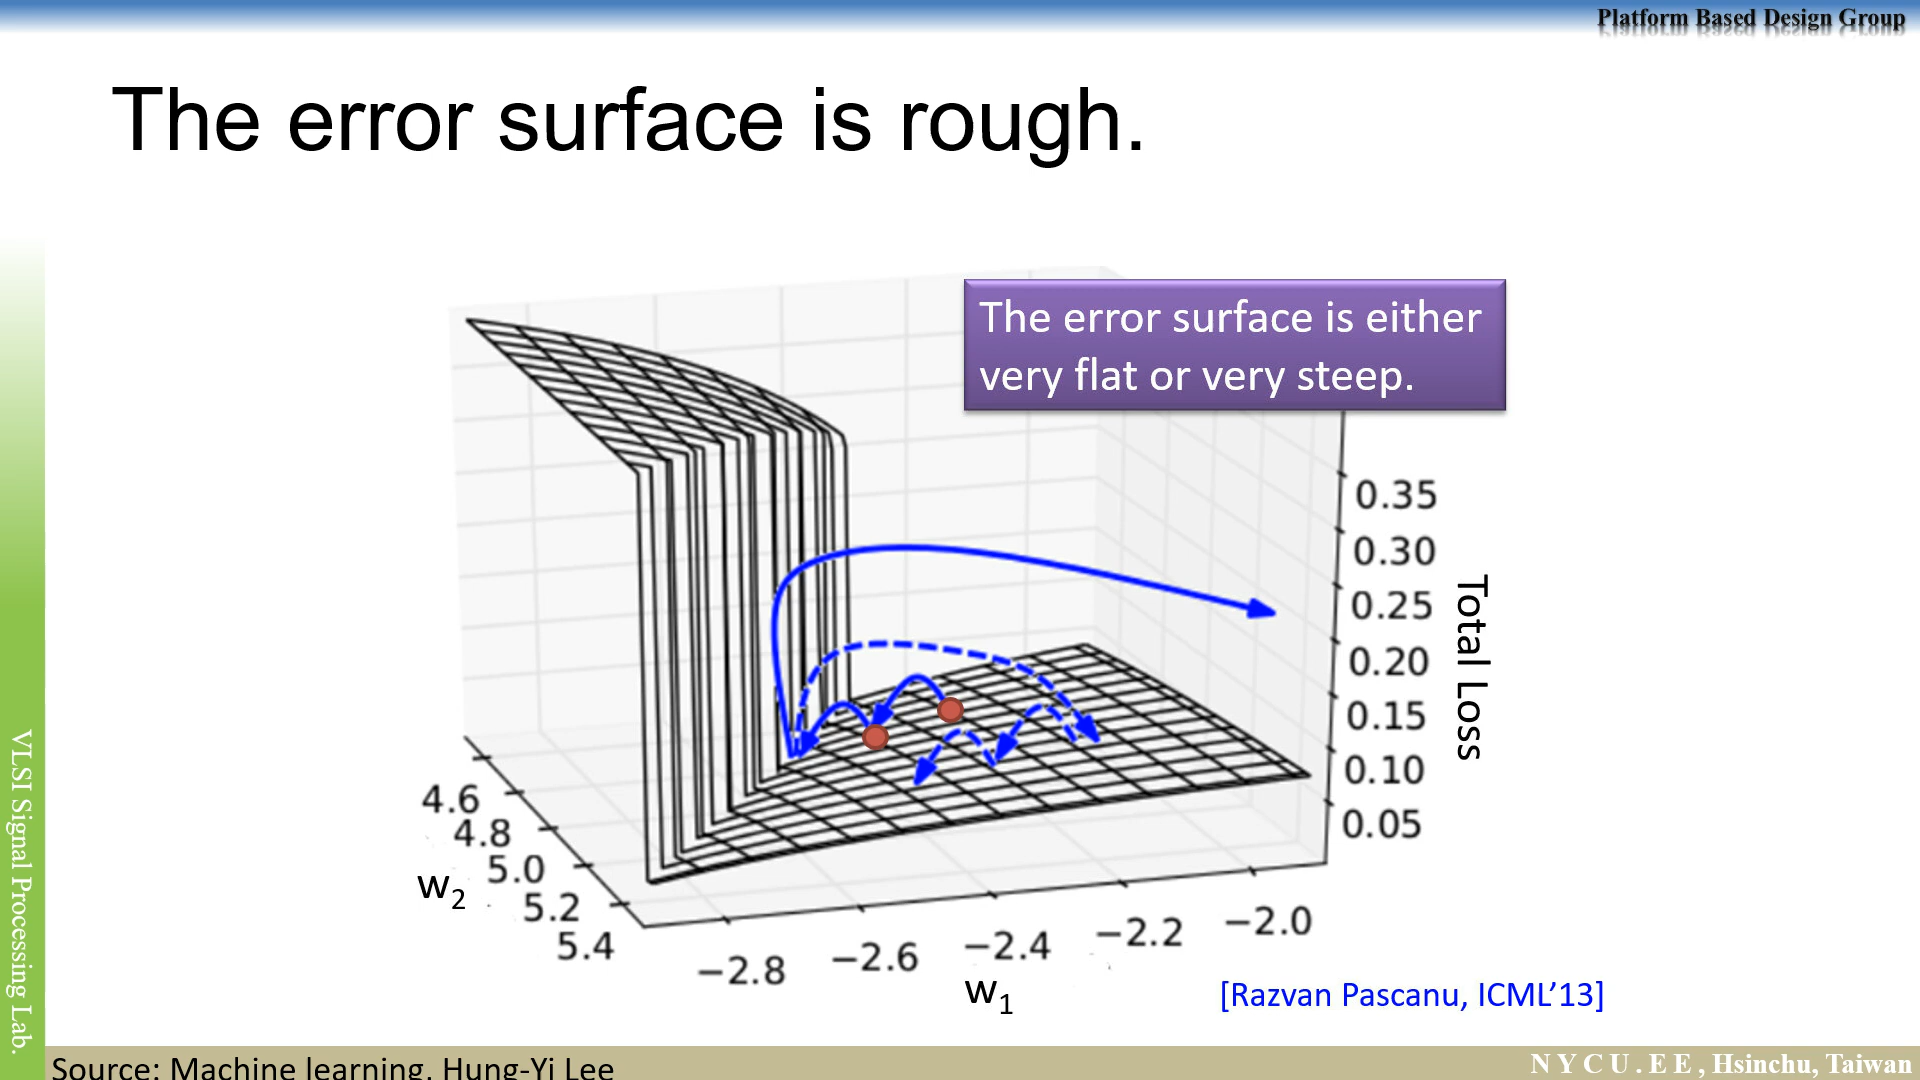 Platform Based Design Group
The error surface is rough.
The error surface is either
very flat or very steep.
0.35
0.30
0.25
0.20
0.15
0.10
0.05
Total Loss
4.6
4.8
5.0
5.2
5.4
w2
−2.8
−2.6
−2.4
−2.2
−2.0
w1
[Razvan Pascanu, ICML’13]
VLSI Signal Processing Lab.
Source: Machine learning, Hung-Yi Lee
N Y C U . E E , Hsinchu, Taiwan